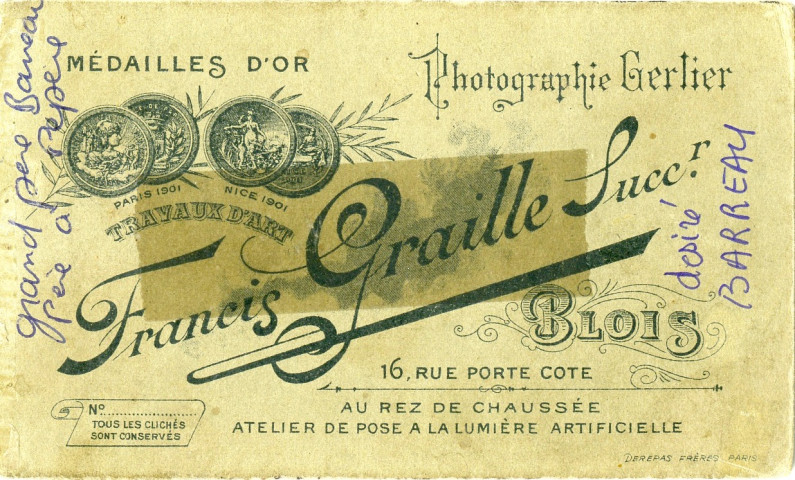 MÉDAILLES D'OR
Photographie Gerlier
PARIS 1901
NICE 1901
TRAVAUX D'ART
Francis Graille Succ.r
BLOIS
16, RUE PORTE COTE
AU REZ DE CHAUSSÉE
ATELIER DE POSE A LA LUMIÈRE ARTIFICIELLE
No
TOUS LES CLICHÉS
SONT CONSERVÉS
DEREPAS FRÈRES PARIS
grand père Barreau
père à Pépère
desiré
BARREAU